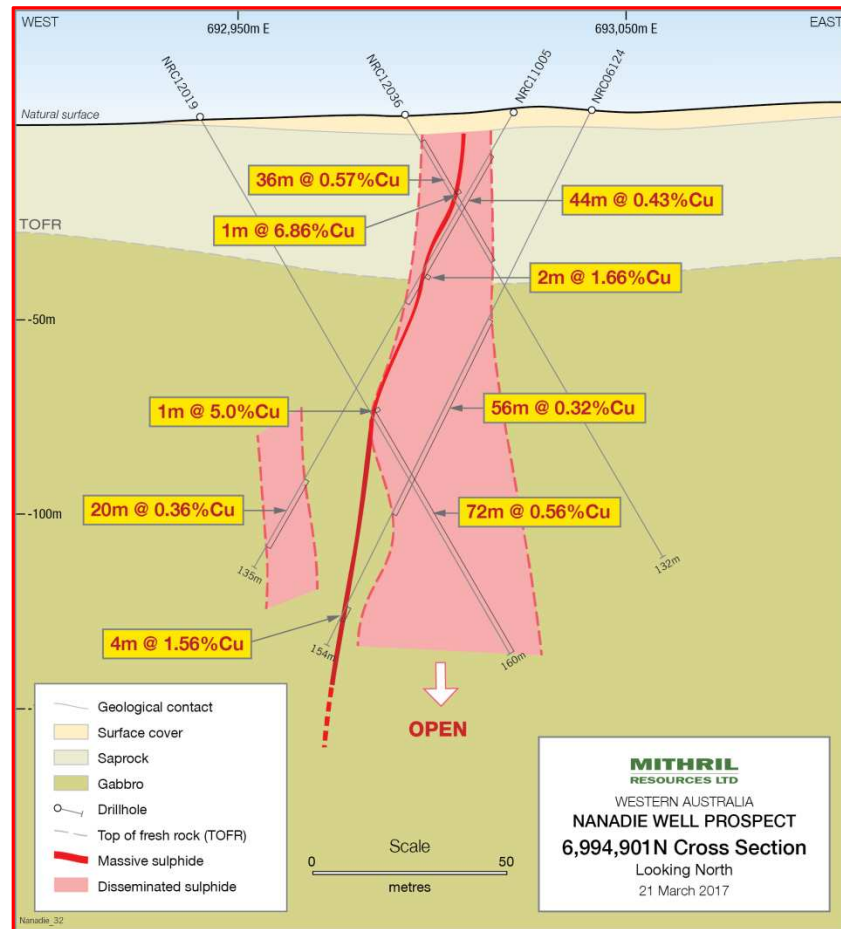 WEST
692,950m E
693,050m E
EAST
NRC12019
NRC12036
NRC11005
NRC06124
Natural surface
36m @ 0.57%Cu
44m @ 0.43%Cu
1m @ 6.86%Cu
TOFR
2m @ 1.66%Cu
-50m
1m @ 5.0%Cu
56m @ 0.32%Cu
20m @ 0.36%Cu
72m @ 0.56%Cu
-100m
135m
132m
4m @ 1.56%Cu
154m
160m
OPEN
Geological contact
Surface cover
Saprock
Gabbro
Drillhole
Top of fresh rock (TOFR)
Massive sulphide
Disseminated sulphide
Scale
0
50
metres
MITHRIL
RESOURCES LTD
WESTERN AUSTRALIA
NANADIE WELL PROSPECT
6,994,901N Cross Section
Looking North
21 March 2017
Nanadie_32